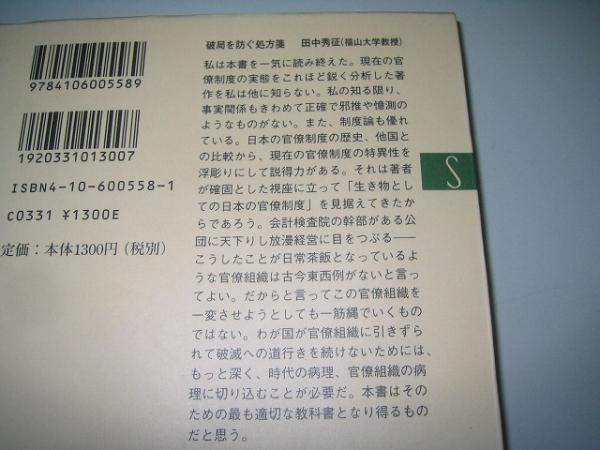 9784106005589
1920331013007
ISBN4-10-600558-1
C0331 ¥1300E
定価：本体1300円（税別）
破局を防ぐ処方箋　田中秀征（福山大学教授）
私は本書を一気に読み終えた。現在の官
僚制度の実態をこれほど鋭く分析した著
作を私は他に知らない。私の知る限り、
事実関係もきわめて正確で邪推や憶測の
ようなものがない。また、制度論も優れ
ている。日本の官僚制度の歴史、他国と
の比較から、現在の官僚制度の特異性を
浮彫りにして説得力がある。それは著者
が確固とした視座に立って「生き物とし
ての日本の官僚制度」を見据えてきたか
らであろう。会計検査院の幹部がある公
団に天下りし放漫経営に目をつぶる――
こうしたことが日常茶飯となっているよ
うな官僚組織は古今東西例がないと言っ
てよい。だからと言ってこの官僚組織を
一変させようとしても一筋縄でいくもの
ではない。わが国が官僚組織に引きずら
れて破滅への道行きを続けないためには、
もっと深く、時代の病理、官僚組織の病
理に切り込むことが必要だ。本書はその
ための最も適切な教科書となり得るもの
だと思う。
S